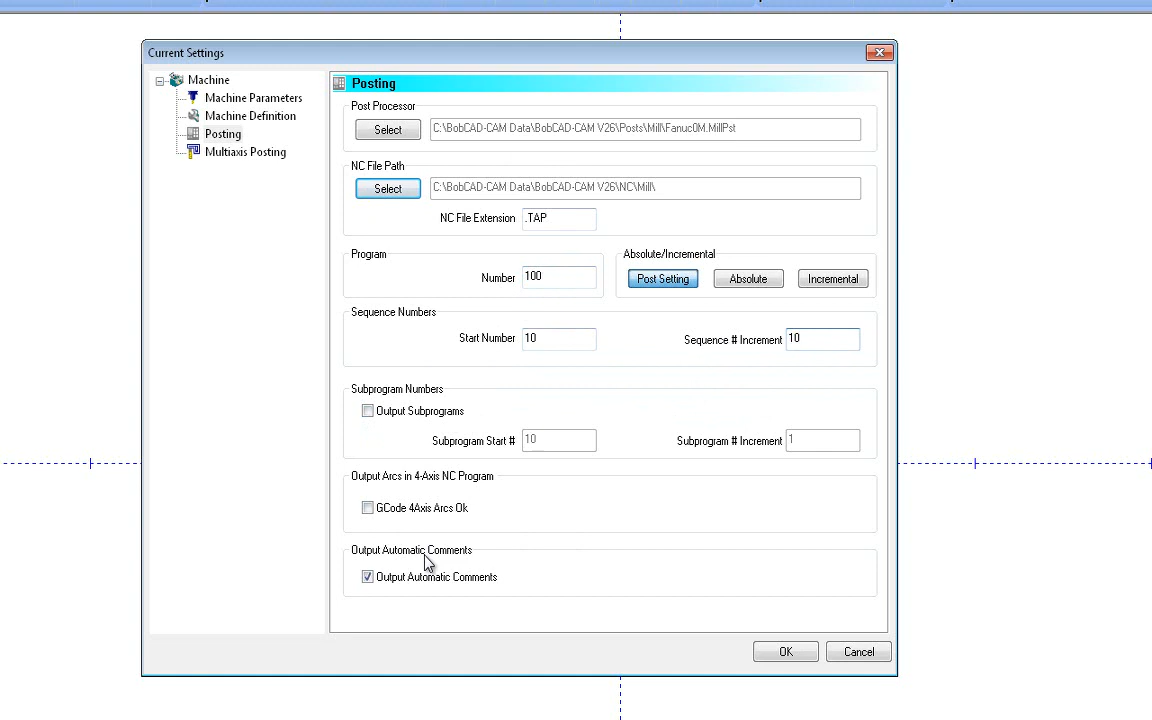 Current Settings
Machine
Machine Parameters
Machine Definition
Posting
Multiaxis Posting
Posting
Post Processor
Select C:\BobCAD-CAM Data\BobCAD-CAM V26\Posts\Mill\Fanuc0M.MillPst
NC File Path
Select C:\BobCAD-CAM Data\BobCAD-CAM V26\NC\Mill\
NC File Extension .TAP
Program
Number 100
Absolute/Incremental
Post Setting Absolute Incremental
Sequence Numbers
Start Number 10 Sequence # Increment 10
Subprogram Numbers
Output Subprograms
Subprogram Start # 10 Subprogram # Increment 1
Output Arcs in 4-Axis NC Program
GCode 4Axis Arcs Ok
Output Automatic Comments
Output Automatic Comments
OK Cancel